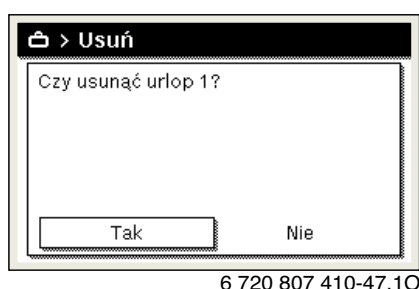 > Usuń
Czy usunąć urlop 1?
Tak Nie
6 720 807 410-47.1O